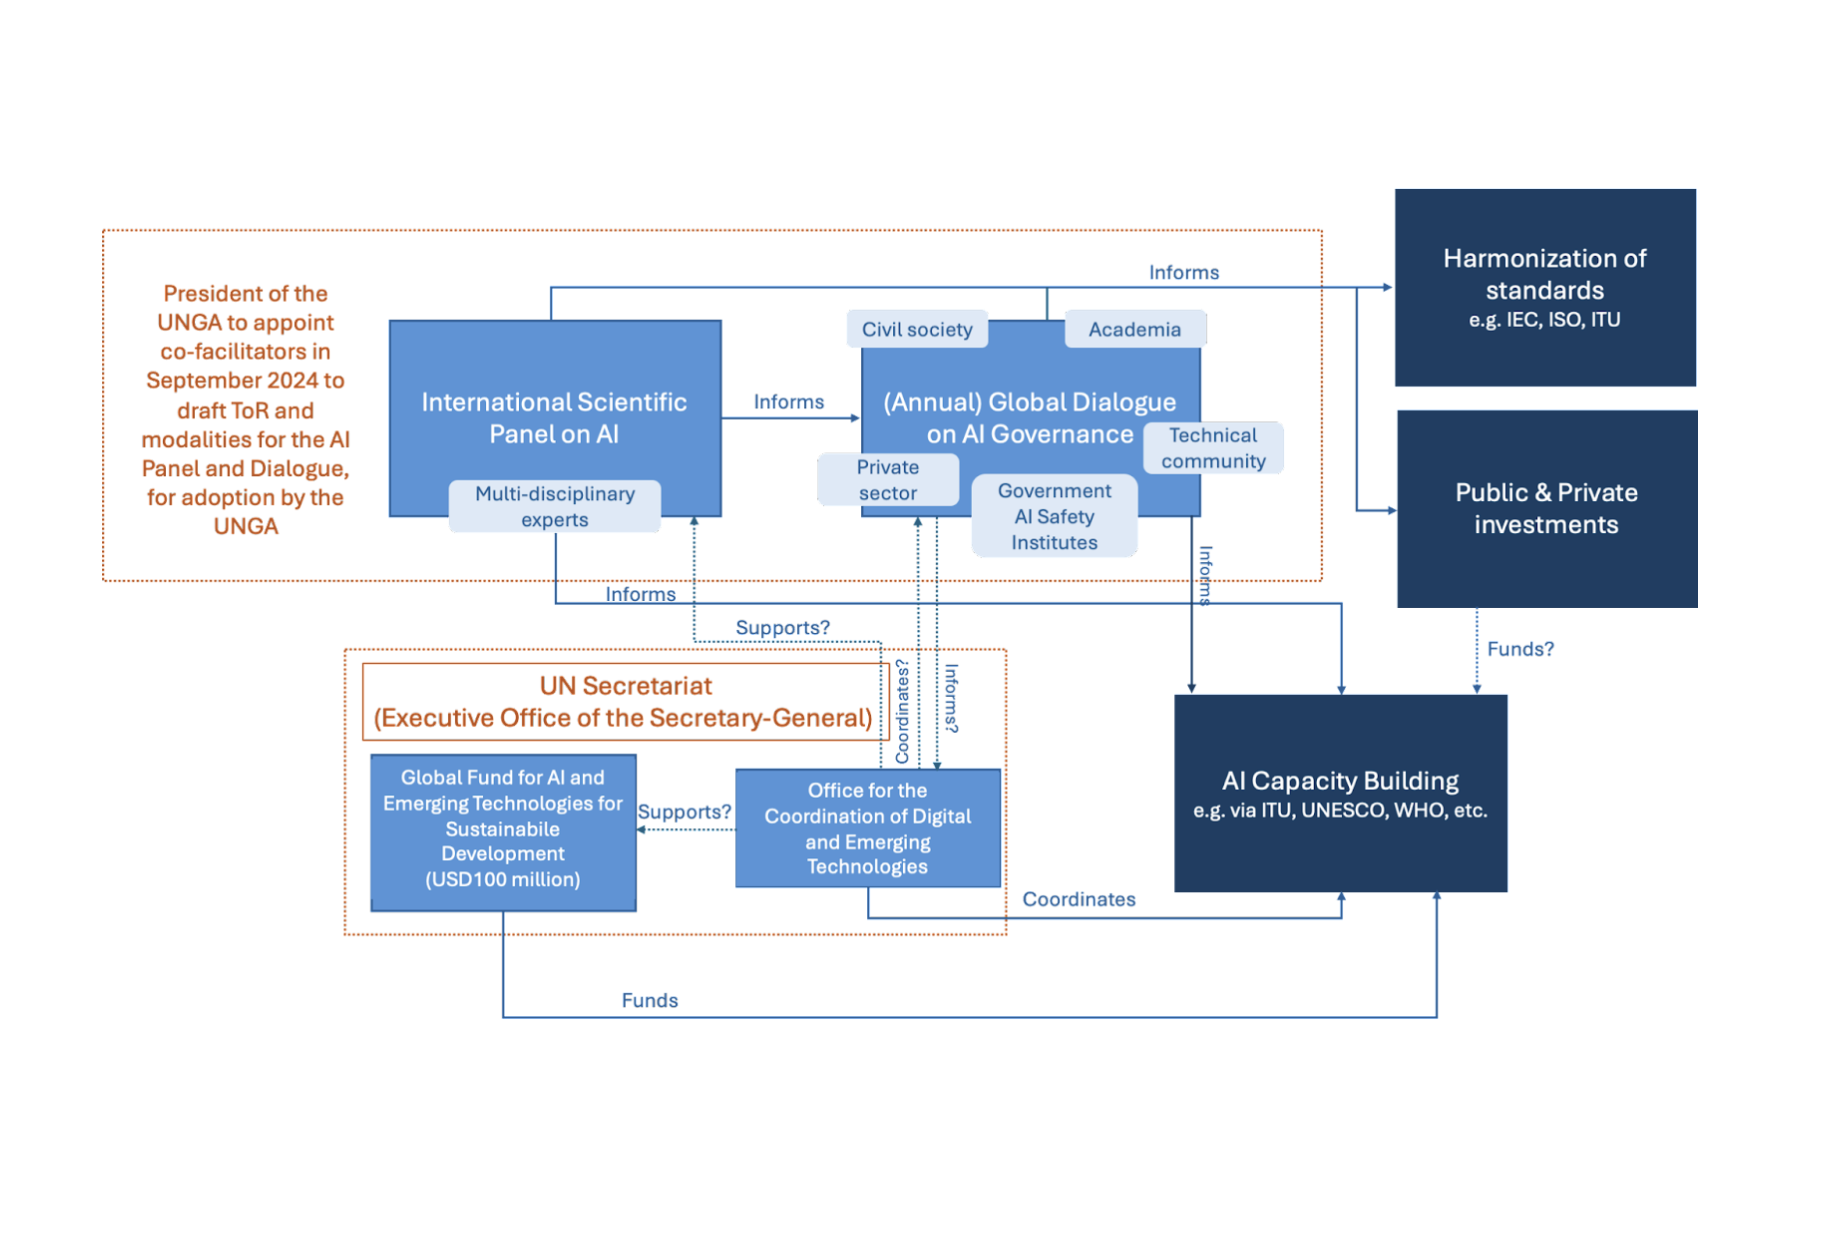 President of the
UNGA to appoint
co-facilitators in
September 2024 to
draft ToR and
modalities for the AI
Panel and Dialogue,
for adoption by the
UNGA
International Scientific
Panel on AI
Multi-disciplinary
experts
Informs
Informs
Civil society
Academia
(Annual) Global Dialogue
on AI Governance
Technical
community
Private
sector
Government
AI Safety
Institutes
Harmonization of
standards
e.g. IEC, ISO, ITU
Public & Private
investments
Informs
Informs
Supports?
Coordinates?
Informs?
Funds?
UN Secretariat
(Executive Office of the Secretary-General)
Global Fund for AI and
Emerging Technologies for
Sustainabile
Development
(USD100 million)
Supports?
Office for the
Coordination of Digital
and Emerging
Technologies
AI Capacity Building
e.g. via ITU, UNESCO, WHO, etc.
Coordinates
Funds